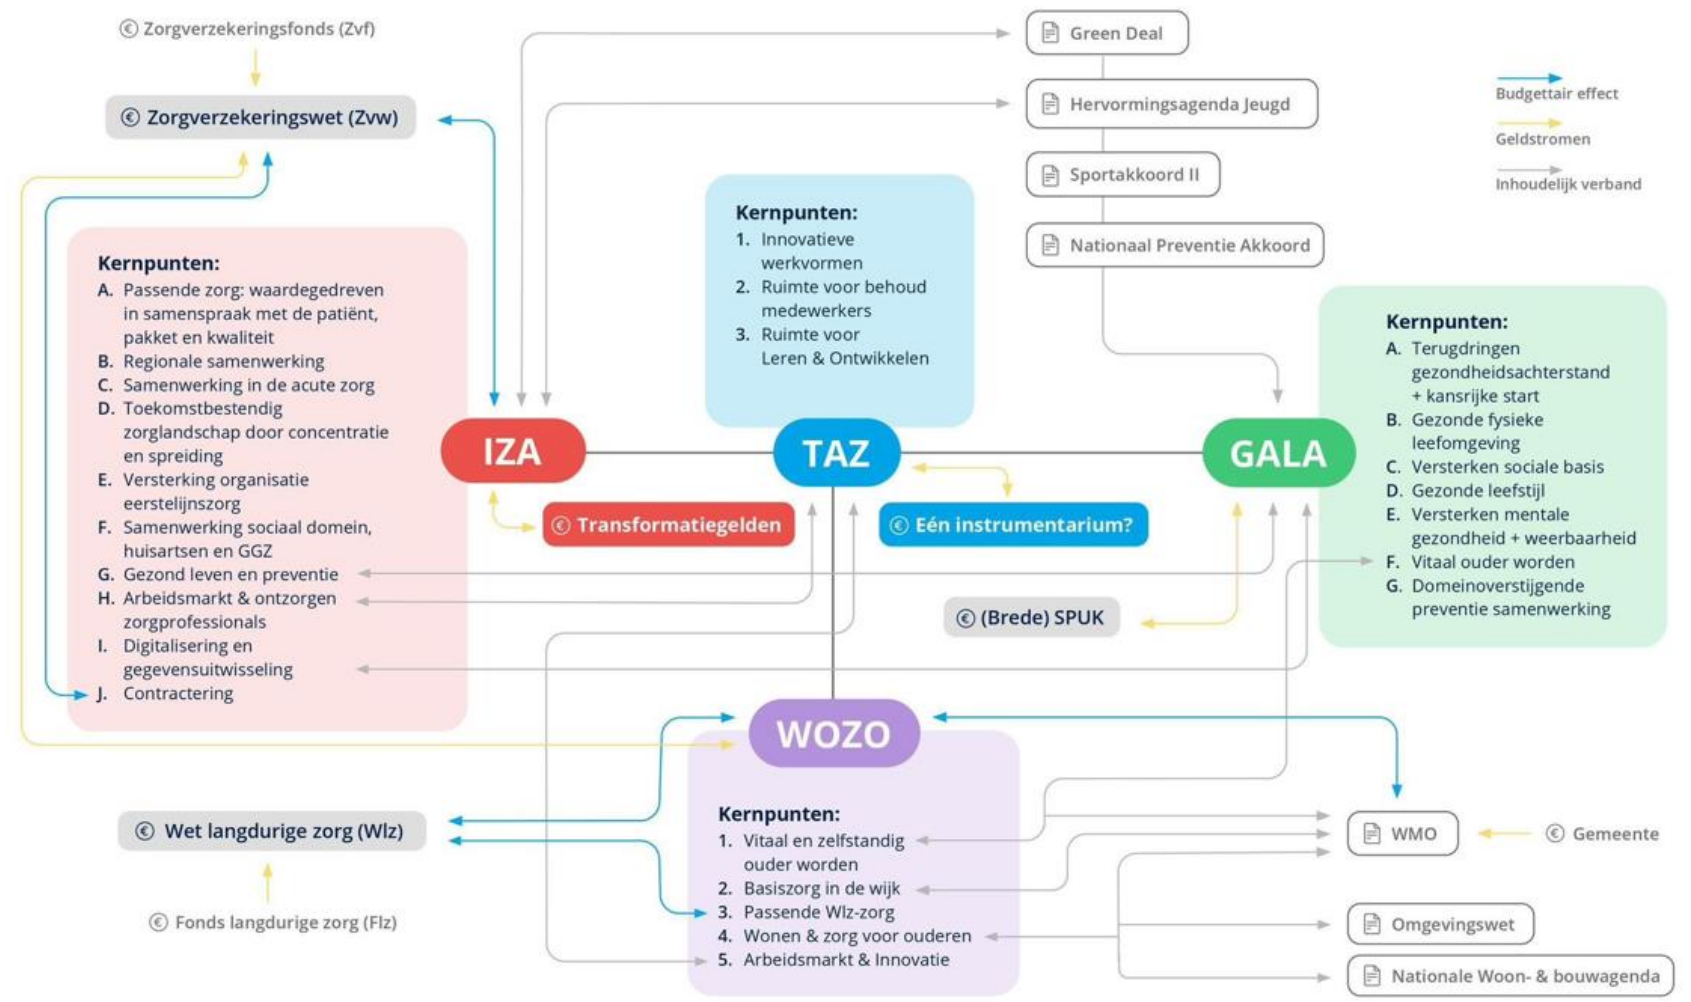 Zorgverzekeringsfonds (Zvf)
Zorgverzekeringswet (Zvw)
Green Deal
Hervormingsagenda Jeugd
Sportakkoord II
Nationaal Preventie Akkoord
Budgettair effect
Geldstromen
Inhoudelijk verband
Kernpunten:
A. Passende zorg: waardegedreven
in samenspraak met de patiënt,
pakket en kwaliteit
B. Regionale samenwerking
C. Samenwerking in de acute zorg
D. Toekomstbestendig
zorglandschap door concentratie
en spreiding
E. Versterking organisatie
eerstelijnszorg
F. Samenwerking sociaal domein,
huisartsen en GGZ
G. Gezond leven en preventie
H. Arbeidsmarkt & ontzorgen
zorgprofessionals
I. Digitalisering en
gegevensuitwisseling
J. Contractering
Kernpunten:
1. Innovatieve
werkvormen
2. Ruimte voor behoud
medewerkers
3. Ruimte voor
Leren & Ontwikkelen
Kernpunten:
A. Terugdringen
gezondheidsachterstand
+ kansrijke start
B. Gezonde fysieke
leefomgeving
C. Versterken sociale basis
D. Gezonde leefstijl
E. Versterken mentale
gezondheid + weerbaarheid
F. Vitaal ouder worden
G. Domeinoverstijgende
preventie samenwerking
IZA
TAZ
GALA
€ Transformatiegelden
€ Eén instrumentarium?
€ (Brede) SPUK
WOZO
Kernpunten:
1. Vitaal en zelfstandig
ouder worden
2. Basiszorg in de wijk
3. Passende Wlz-zorg
4. Wonen & zorg voor ouderen
5. Arbeidsmarkt & Innovatie
€ Wet langdurige zorg (Wlz)
€ Fonds langdurige zorg (Flz)
WMO
€ Gemeente
Omgevingswet
Nationale Woon- & bouwagenda